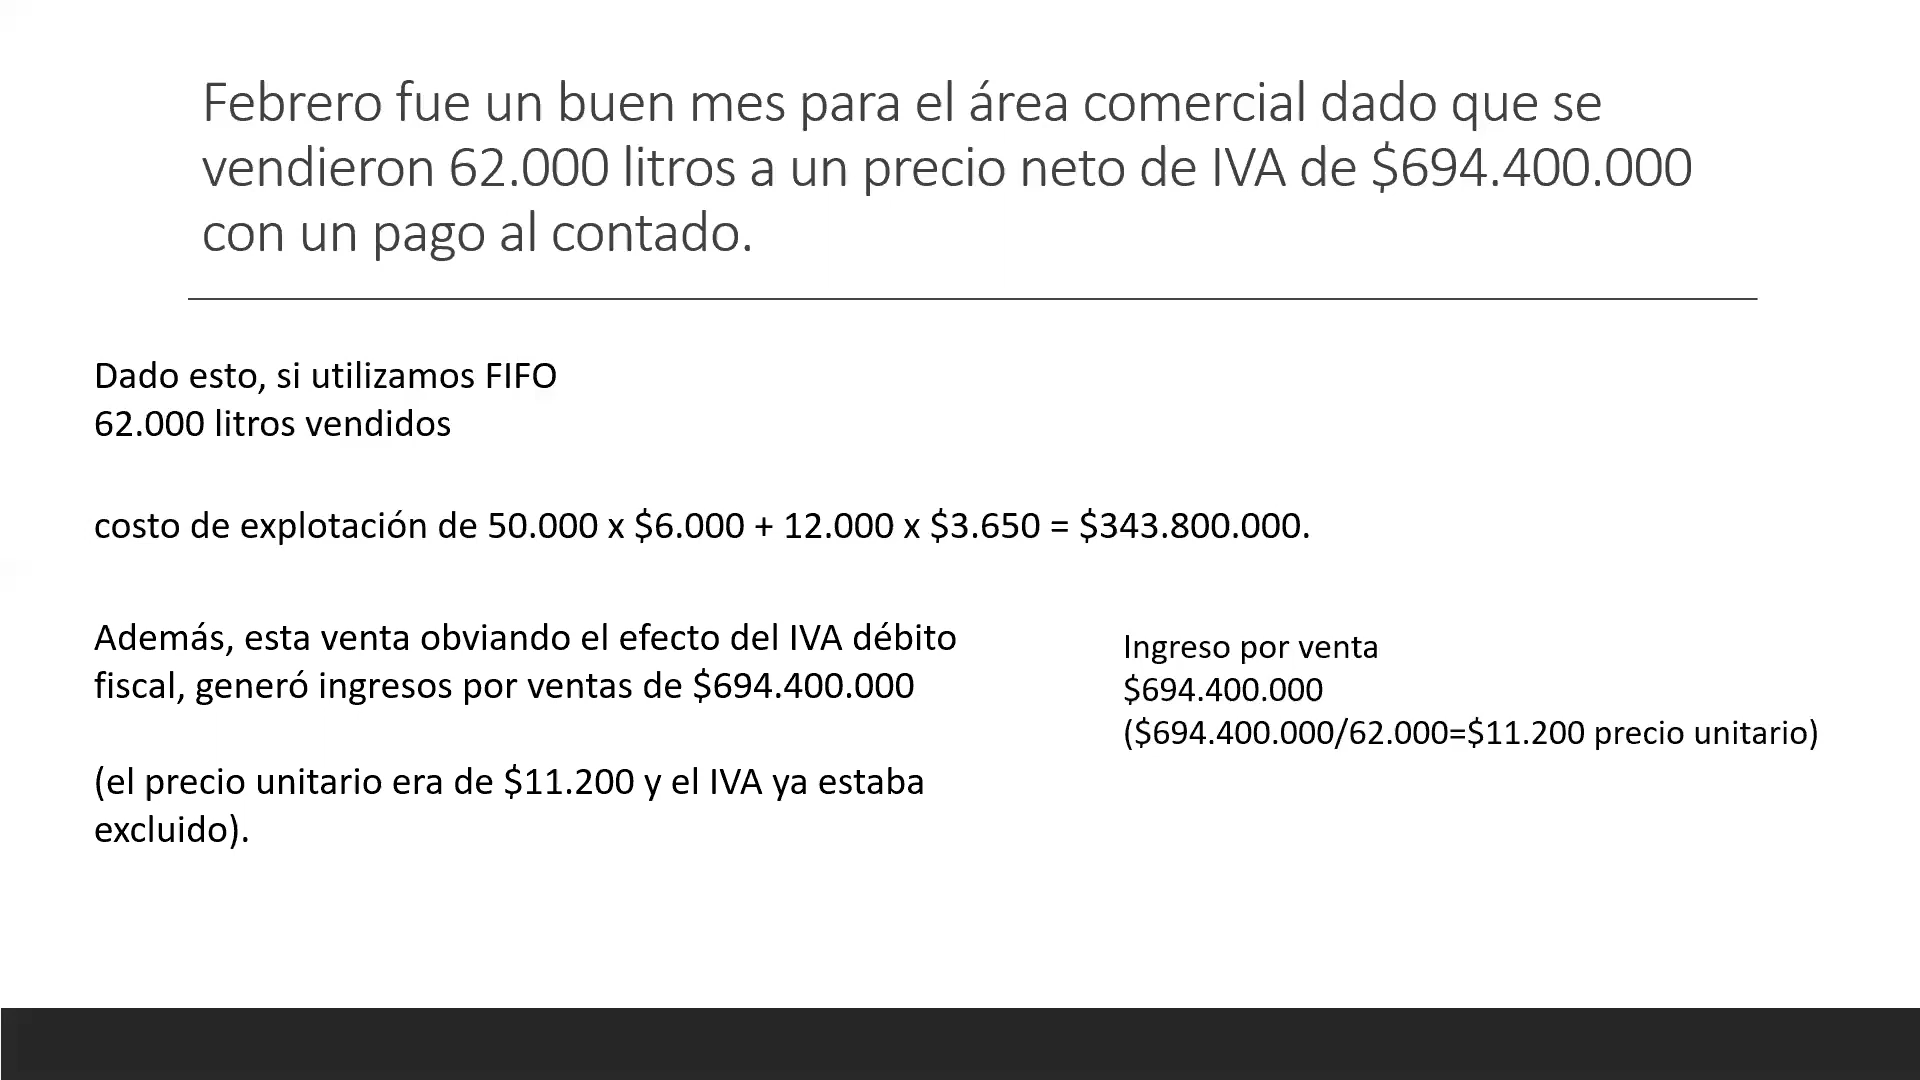 Febrero fue un buen mes para el área comercial dado que se
vendieron 62.000 litros a un precio neto de IVA de $694.400.000
con un pago al contado.
Dado esto, si utilizamos FIFO
62.000 litros vendidos
costo de explotación de 50.000 x $6.000 + 12.000 x $3.650 = $343.800.000.
Además, esta venta obviando el efecto del IVA débito
fiscal, generó ingresos por ventas de $694.400.000
(el precio unitario era de $11.200 y el IVA ya estaba
excluido).
Ingreso por venta
$694.400.000
($694.400.000/62.000=$11.200 precio unitario)